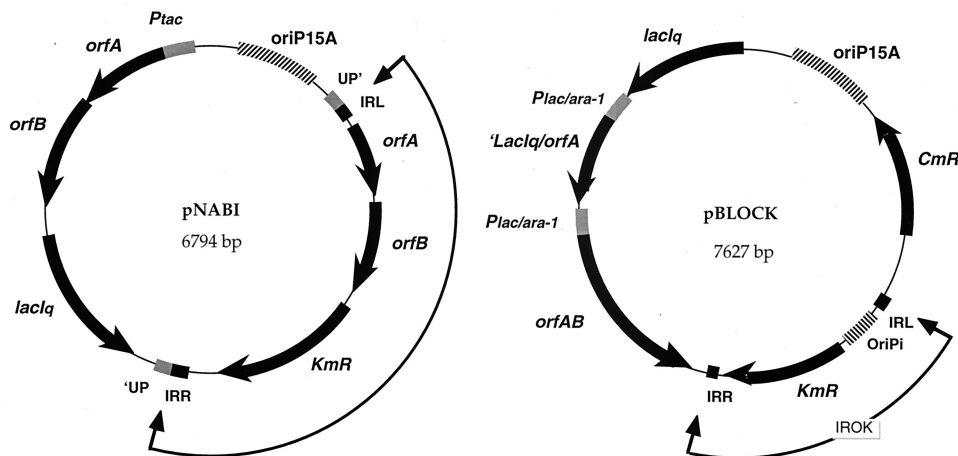 Ptac
oriP15A
orfA
UP'
IRL
orfB
orfA
pNABI
6794 bp
orfB
lacIq
KmR
'UP
IRR
lacIq
oriP15A
Plac/ara-1
'LacIq/orfA
CmR
Plac/ara-1
pBLOCK
7627 bp
orfAB
IRL
OriPi
KmR
IRR
IROK